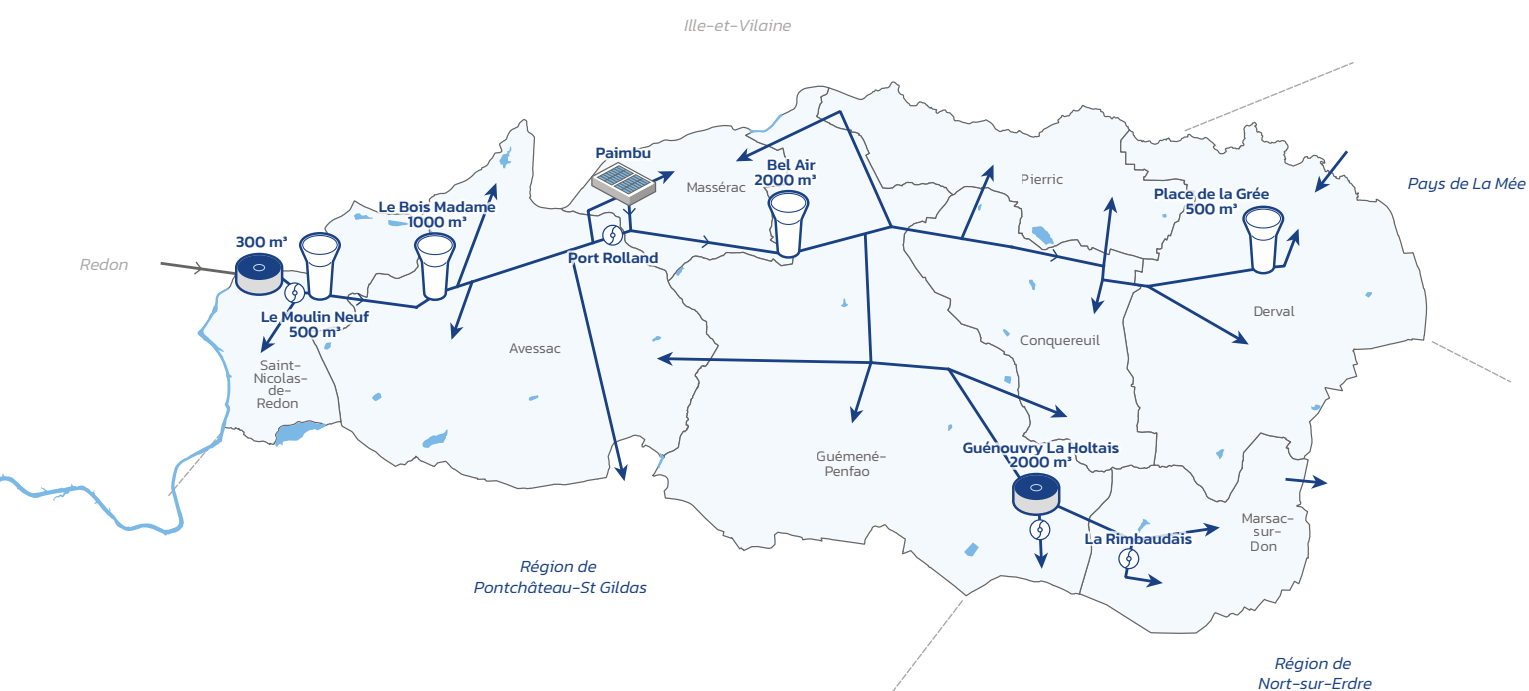 Ille-et-Vilaine
Paimbu
Bel Air
2000 m³
Massérac
Pierric
Pays de La Mée
Place de la Grée
500 m³
Le Bois Madame
1000 m³
300 m³
Redon
Port Rolland
Le Moulin Neuf
500 m³
Derval
Conquereuil
Avessac
Saint-
Nicolas-
de-
Redon
Guémené-
Penfao
Guénouvry La Holtais
2000 m³
Marsac-
sur-
Don
La Rimbaudais
Région de
Pontchâteau-St Gildas
Région de
Nort-sur-Erdre